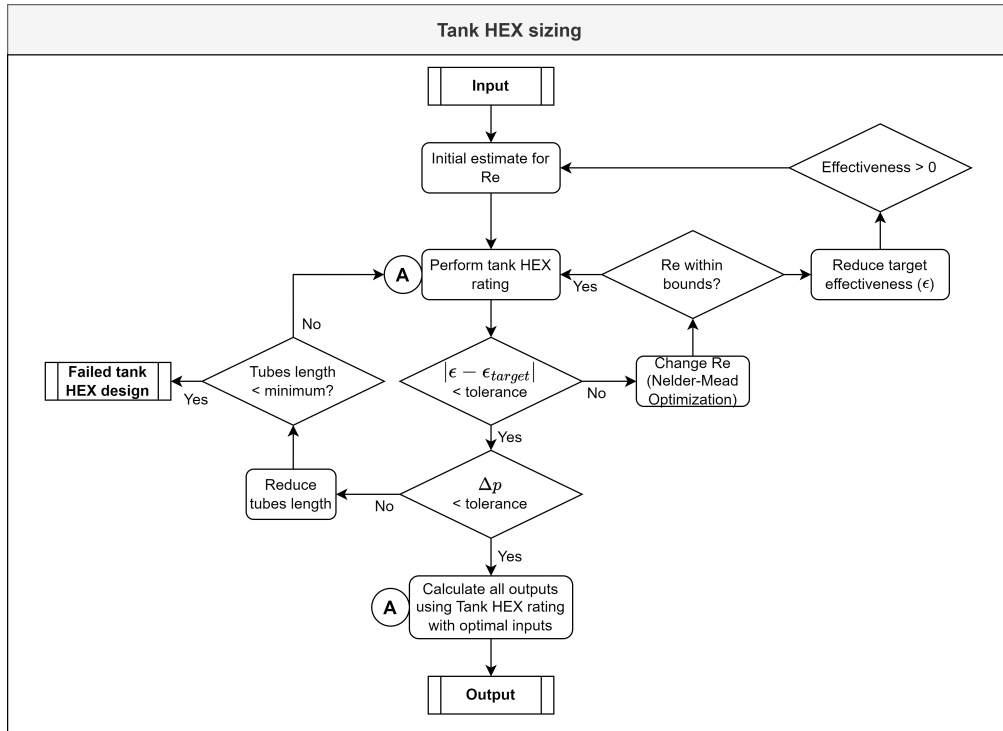 Tank HEX sizing
Input
Initial estimate for
Re
Effectiveness > 0
A
Perform tank HEX
rating
Yes
Re within
bounds?
Reduce target
effectiveness (ϵ)
No
Failed tank
HEX design
Yes
Tubes length
< minimum?
|ϵ − ϵ_{target}|
< tolerance
No
Change Re
(Nelder-Mead
Optimization)
Yes
Reduce
tubes length
No
Δp
< tolerance
Yes
A
Calculate all outputs
using Tank HEX rating
with optimal inputs
Output